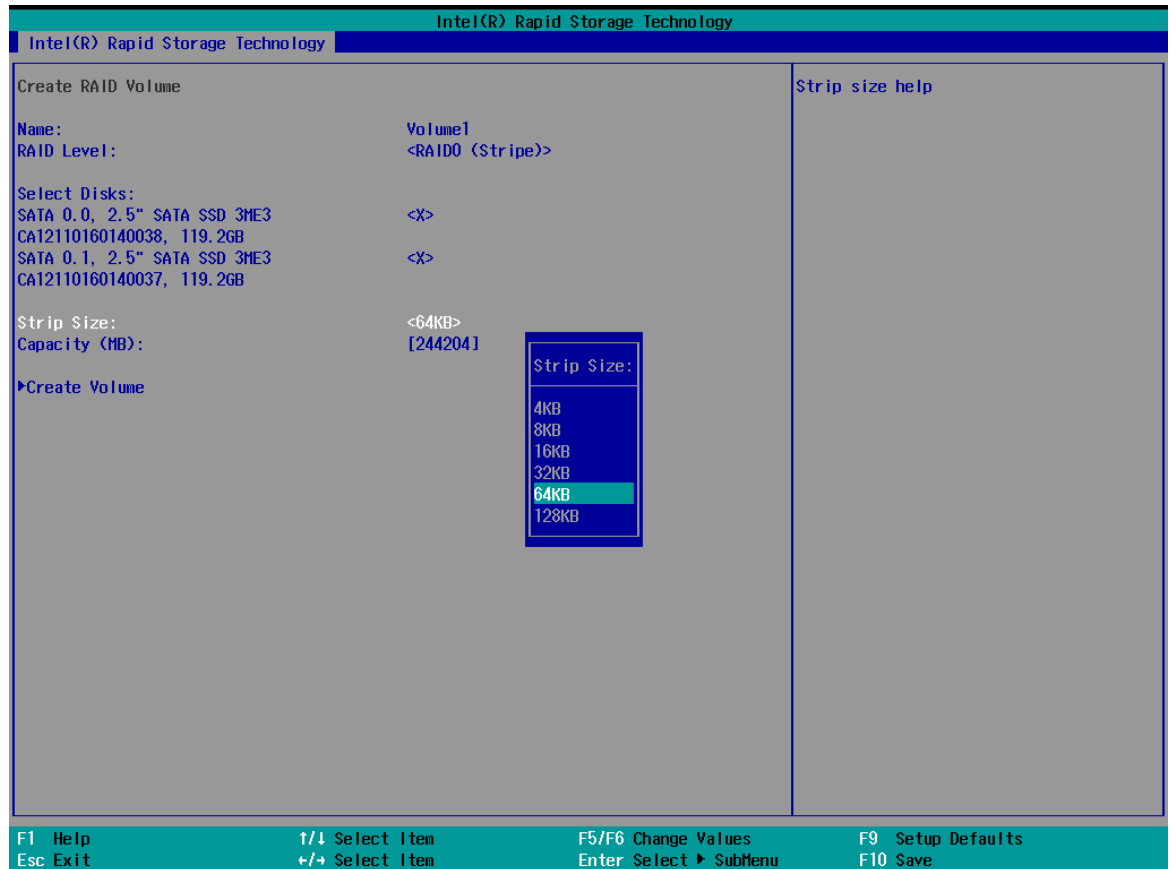 Intel(R) Rapid Storage Technology
Intel(R) Rapid Storage Technology
Create RAID Volume
Strip size help
Name: Volume1
RAID Level: <RAID0 (Stripe)>
Select Disks:
SATA 0.0, 2.5" SATA SSD 3ME3 <X>
CA12110160140038, 119.2GB
SATA 0.1, 2.5" SATA SSD 3ME3 <X>
CA12110160140037, 119.2GB
Strip Size: <64KB>
Capacity (MB): [244204]
▶Create Volume
Strip Size:
4KB
8KB
16KB
32KB
64KB
128KB
F1 Help ↑/↓ Select Item F5/F6 Change Values F9 Setup Defaults
Esc Exit ←/→ Select Item Enter Select ▶ SubMenu F10 Save